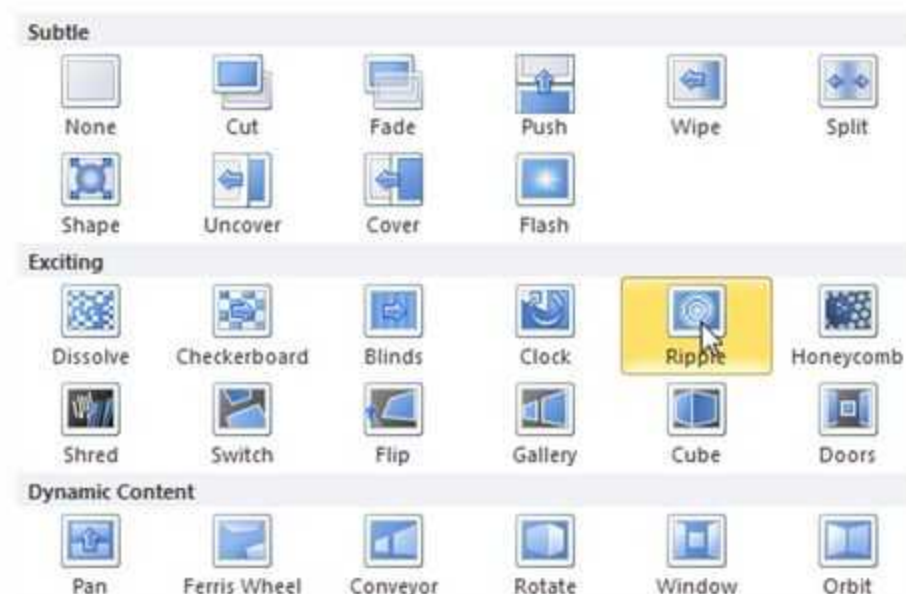 Subtle
None Cut Fade Push Wipe Split
Shape Uncover Cover Flash
Exciting
Dissolve Checkerboard Blinds Clock Ripple Honeycomb
Shred Switch Flip Gallery Cube Doors
Dynamic Content
Pan Ferris Wheel Conveyor Rotate Window Orbit